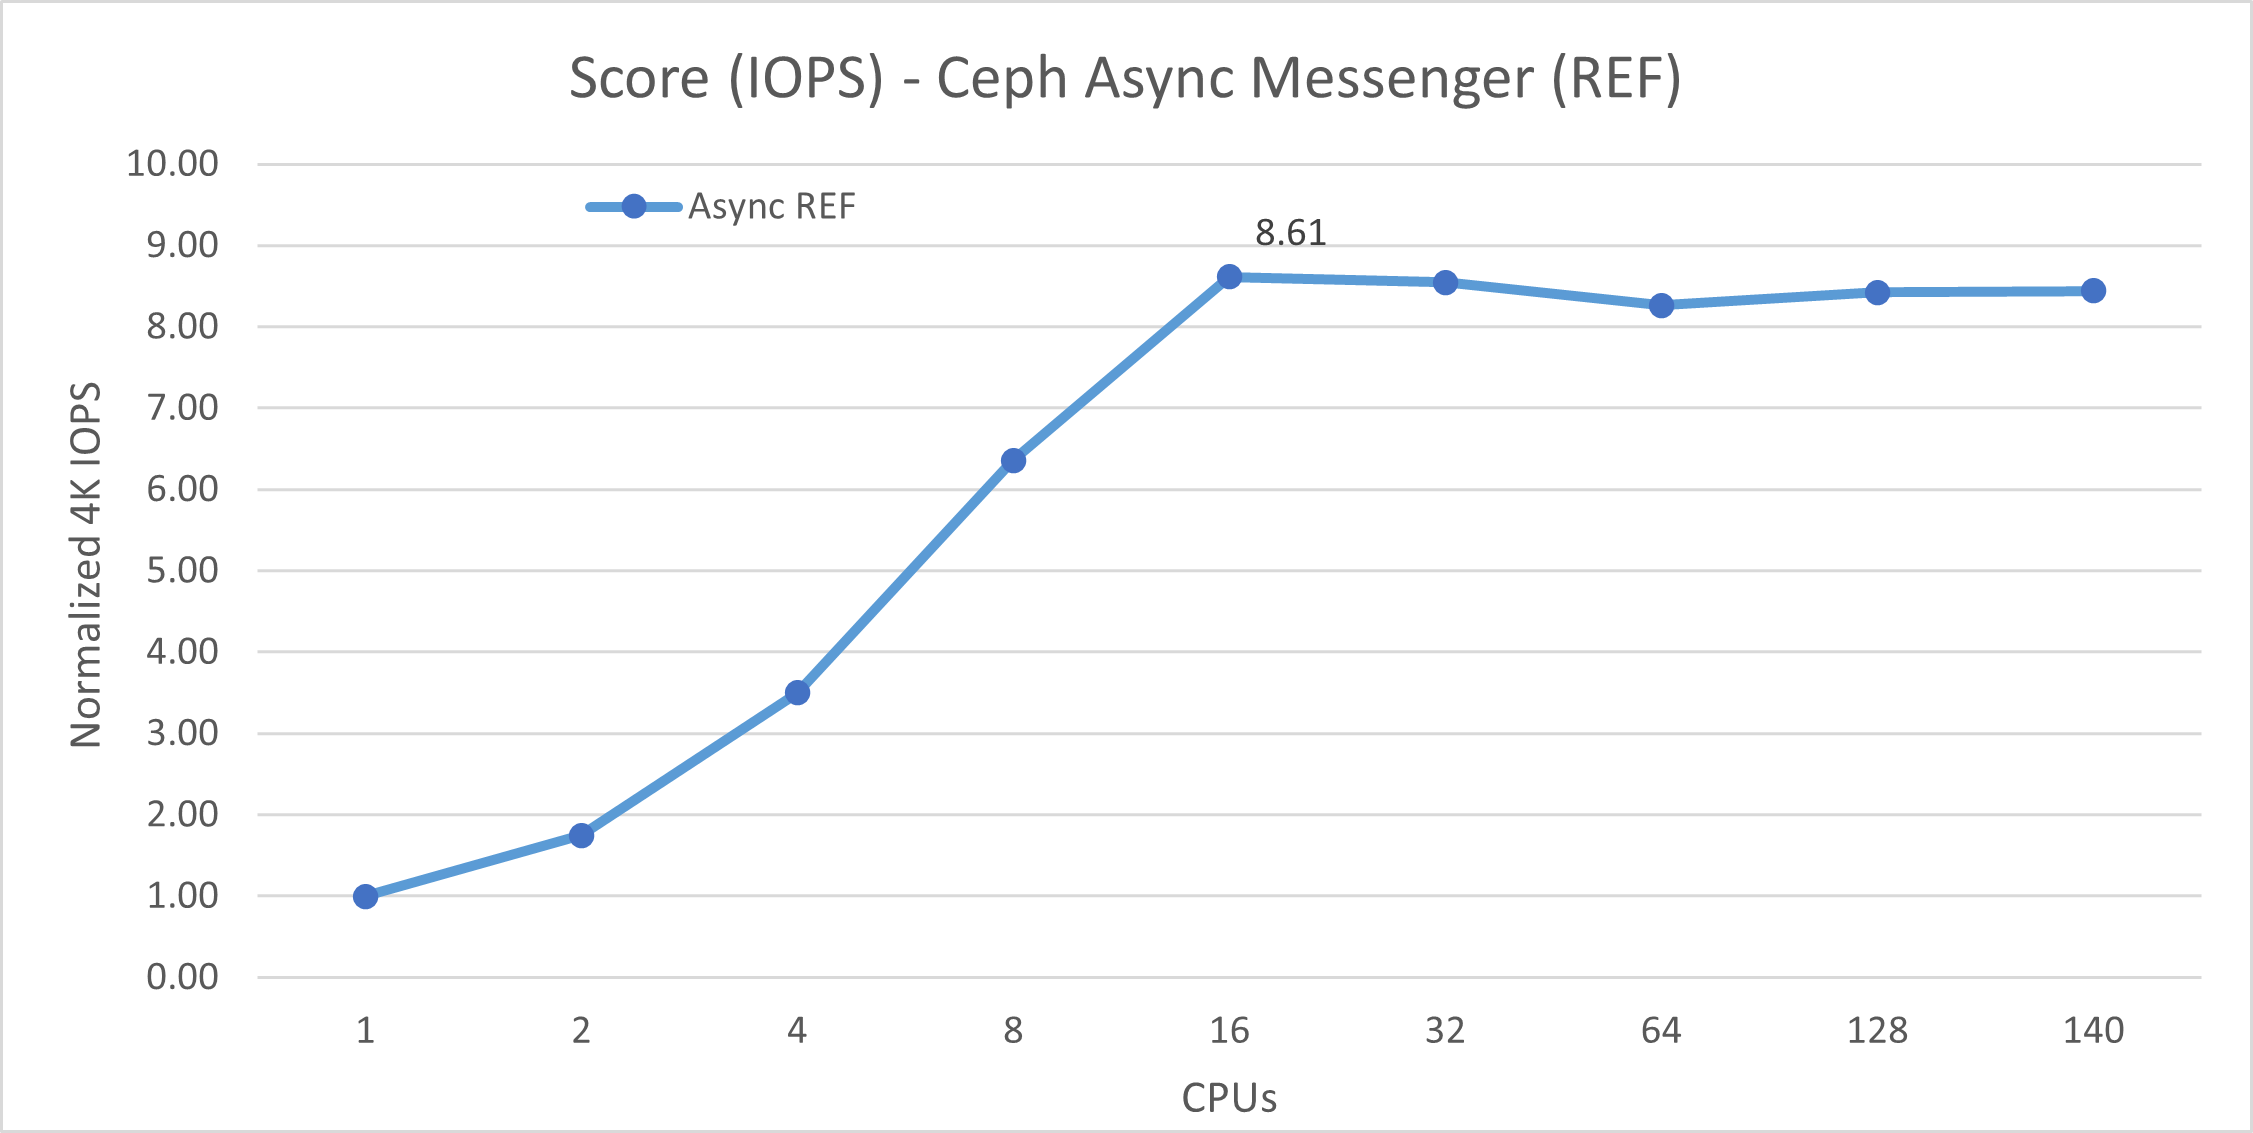 Score (IOPS) - Ceph Async Messenger (REF)
10.00
Async REF
8.61
9.00
8.00
7.00
6.00
5.00
4.00
3.00
2.00
1.00
0.00
Normalized 4K IOPS
1 2 4 8 16 32 64 128 140
CPUs